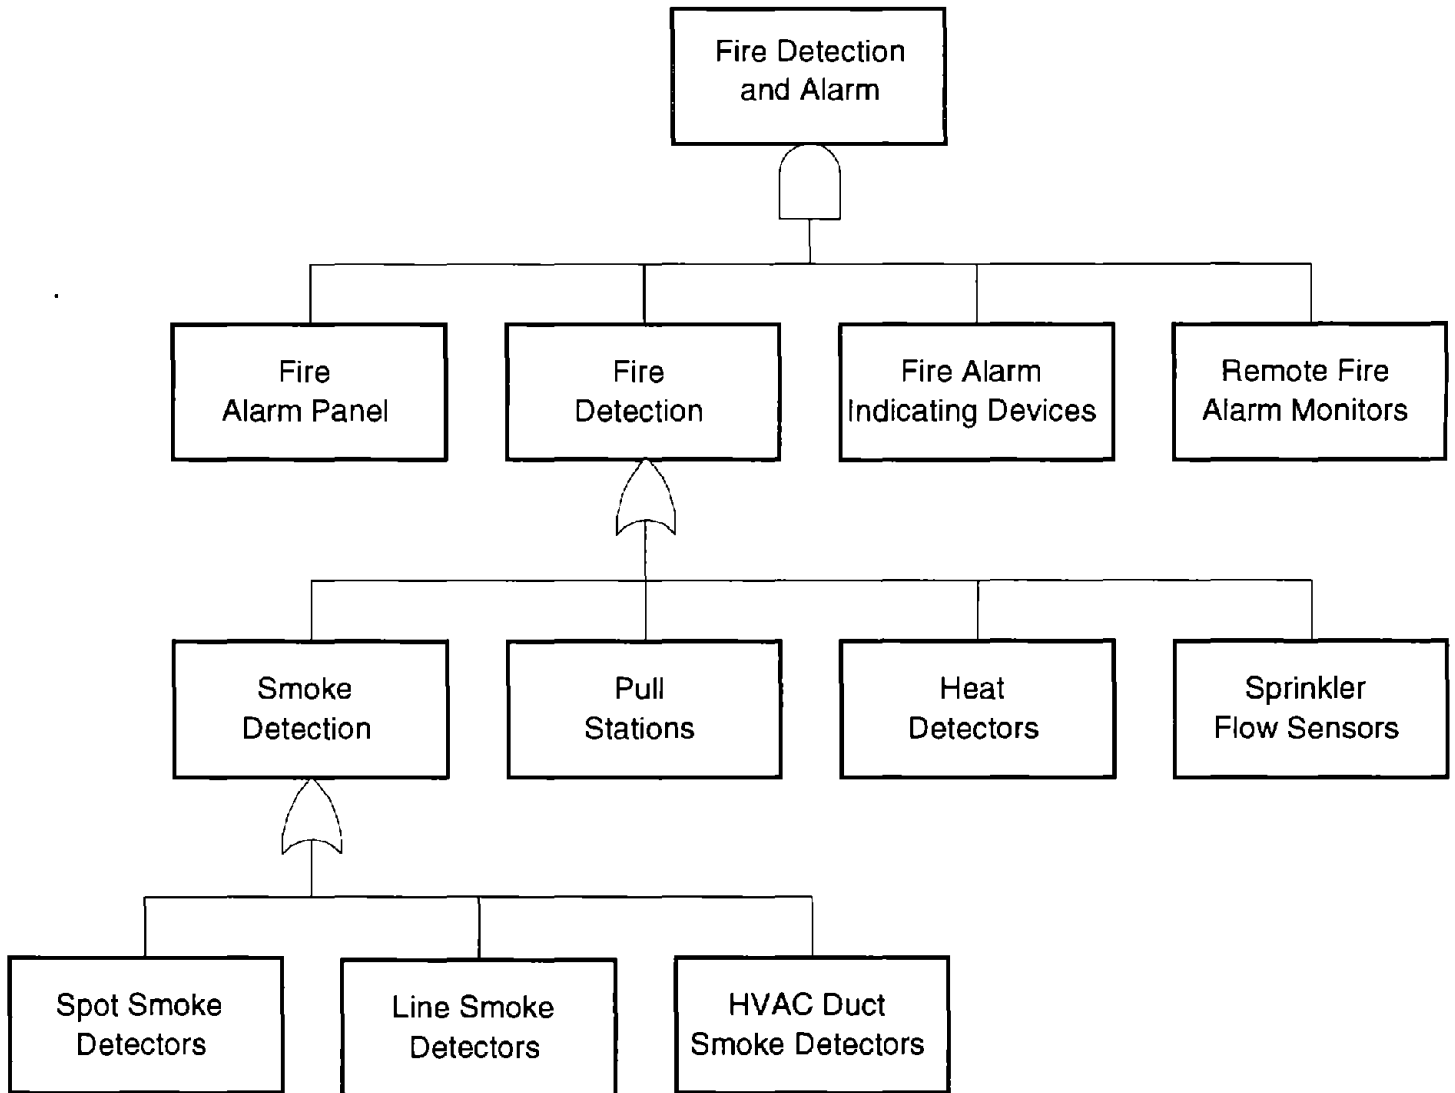 Fire Detection
and Alarm
Fire
Alarm Panel
Fire
Detection
Fire Alarm
Indicating Devices
Remote Fire
Alarm Monitors
Smoke
Detection
Pull
Stations
Heat
Detectors
Sprinkler
Flow Sensors
Spot Smoke
Detectors
Line Smoke
Detectors
HVAC Duct
Smoke Detectors